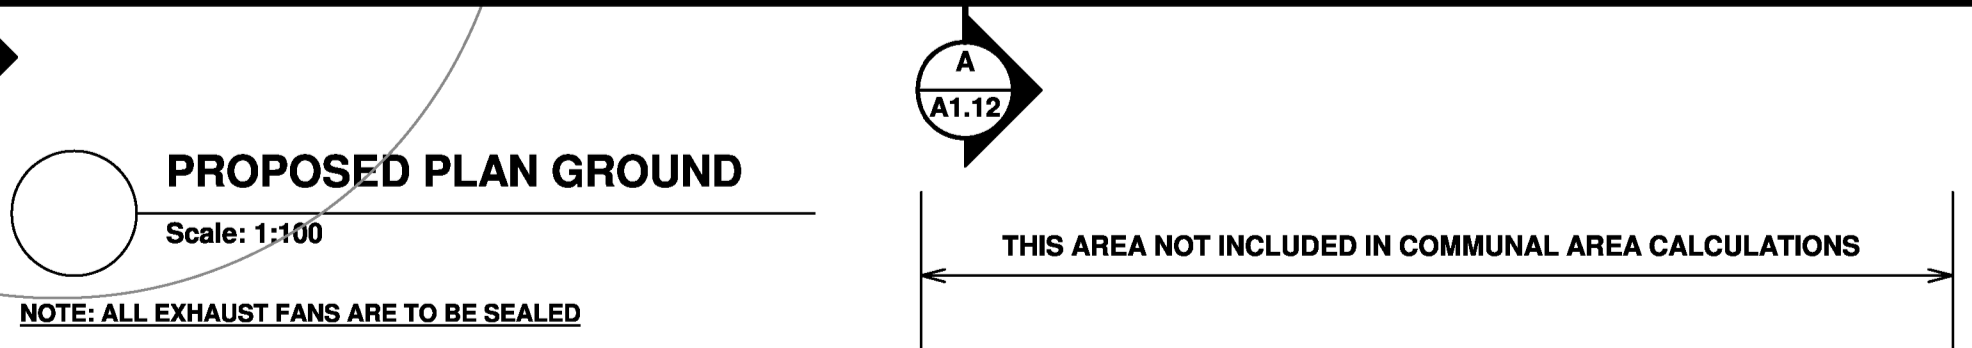 A
A1.12
PROPOSED PLAN GROUND
Scale: 1:100
THIS AREA NOT INCLUDED IN COMMUNAL AREA CALCULATIONS
NOTE: ALL EXHAUST FANS ARE TO BE SEALED